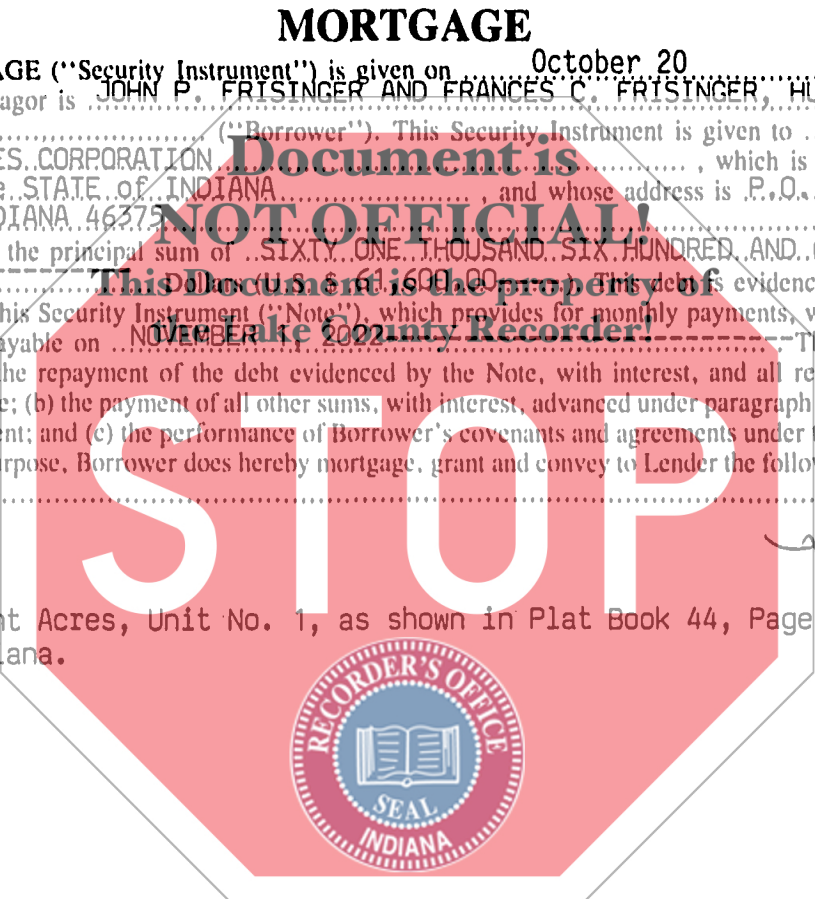 MORTGAGE
AGE ("Security Instrument") is given on October 20
agor is JOHN P. FRISINGER AND FRANCES C. FRISINGER, HU
("Borrower"). This Security Instrument is given to
ES CORPORATION , which is
e STATE of INDIANA , and whose address is P.O.
DIANA 46375
the principal sum of SIXTY ONE THOUSAND SIX HUNDRED AND
Dollars (U.S. $ 61,600.00 ). This debt is evidenc
his Security Instrument ("Note"), which provides for monthly payments, w
ayable on NOVEMBER 1, 2002 Th
he repayment of the debt evidenced by the Note, with interest, and all re
e; (b) the payment of all other sums, with interest, advanced under paragraph
ent; and (c) the performance of Borrower's covenants and agreements under t
urpose, Borrower does hereby mortgage, grant and convey to Lender the follo
nt Acres, Unit No. 1, as shown in Plat Book 44, Page
iana.
Document is
NOT OFFICIAL!
This Document is the property of
the Lake County Recorder!
STOP
RECORDER'S OFFICE
SEAL
INDIANA